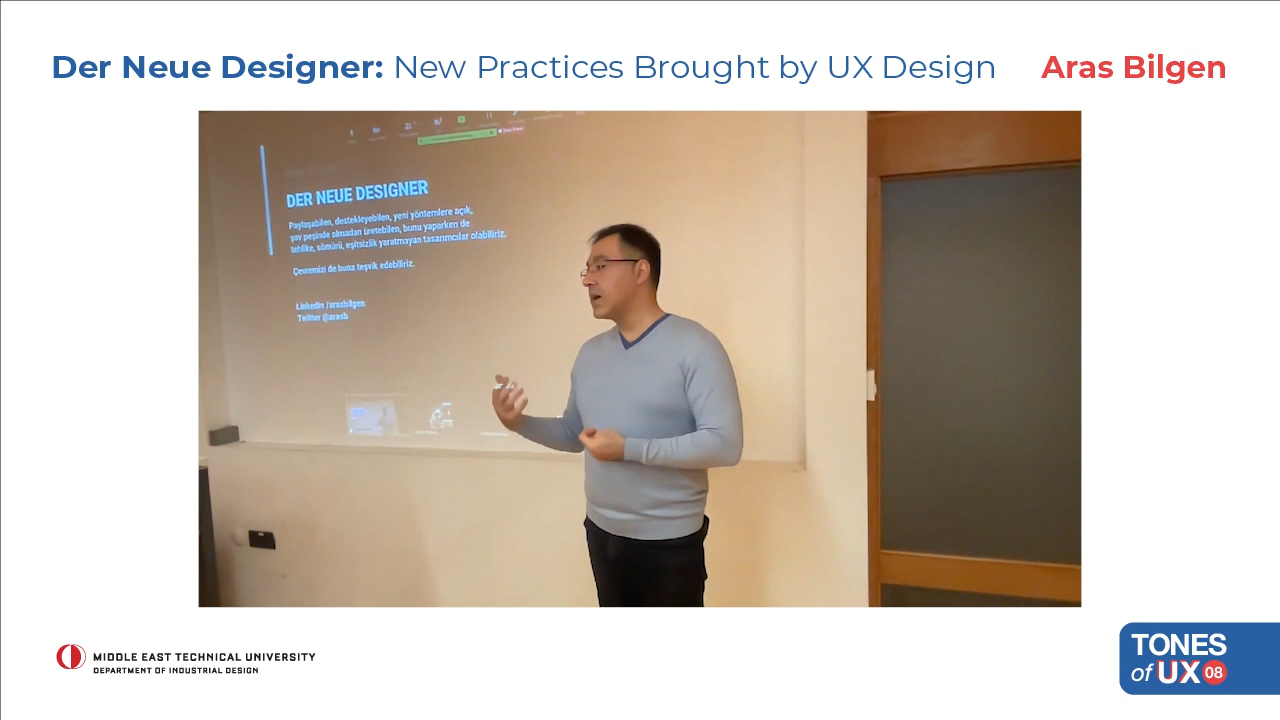 Der Neue Designer: New Practices Brought by UX Design Aras Bilgen
DER NEUE DESIGNER
Paylaşabilen, destekleyebilen, yeni yöntemlere açık,
şov peşinde olmadan üretebilen, bunu yaparken de
tehlike, sömürü, eşitsizlik yaratmayan tasarımcılar olabiliriz.
Çevremizi de buna teşvik edebiliriz.
Linkedin /arasbilgen
Twitter @arasb
MIDDLE EAST TECHNICAL UNIVERSITY
DEPARTMENT OF INDUSTRIAL DESIGN
TONES
of UX 08